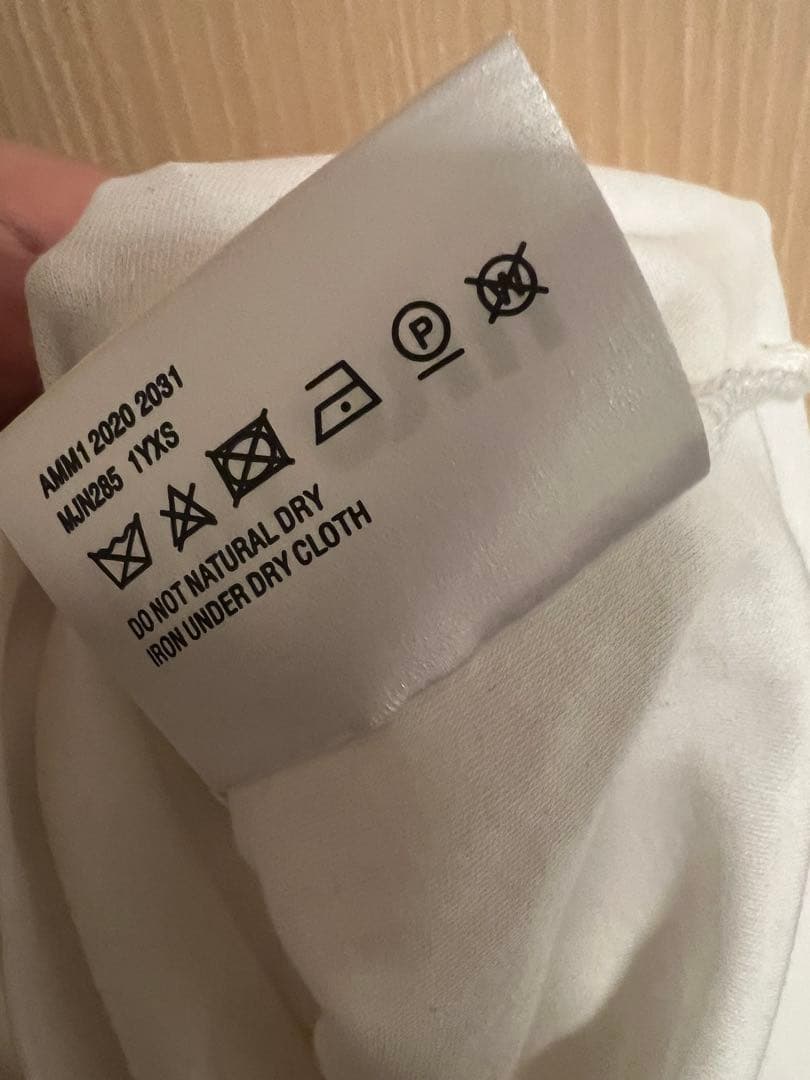 AMM1 2020 2031
MJN285 1YXS
P
W
DO NOT NATURAL DRY
IRON UNDER DRY CLOTH